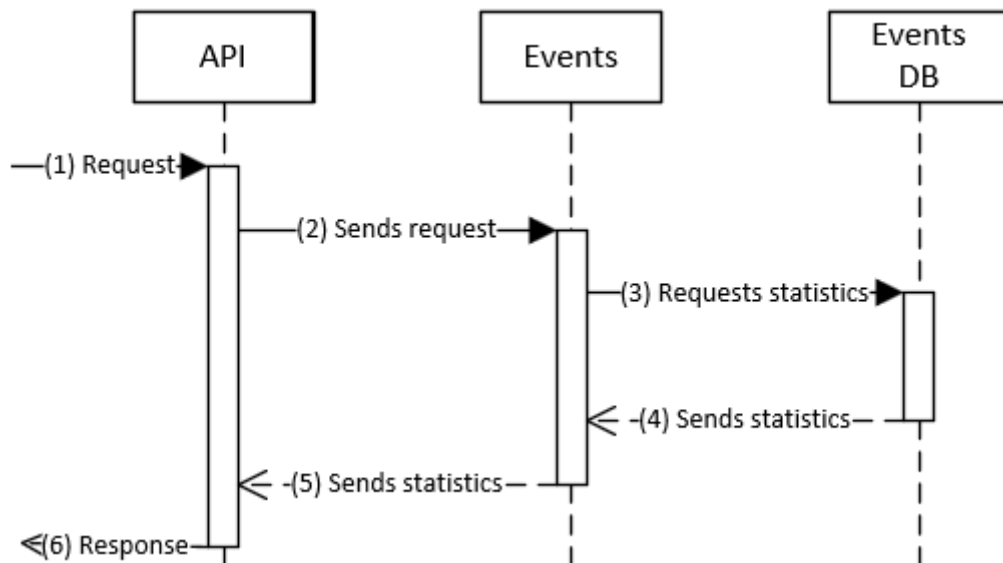 API
Events
Events
DB
(1) Request
(2) Sends request
(3) Requests statistics
(4) Sends statistics
(5) Sends statistics
(6) Response